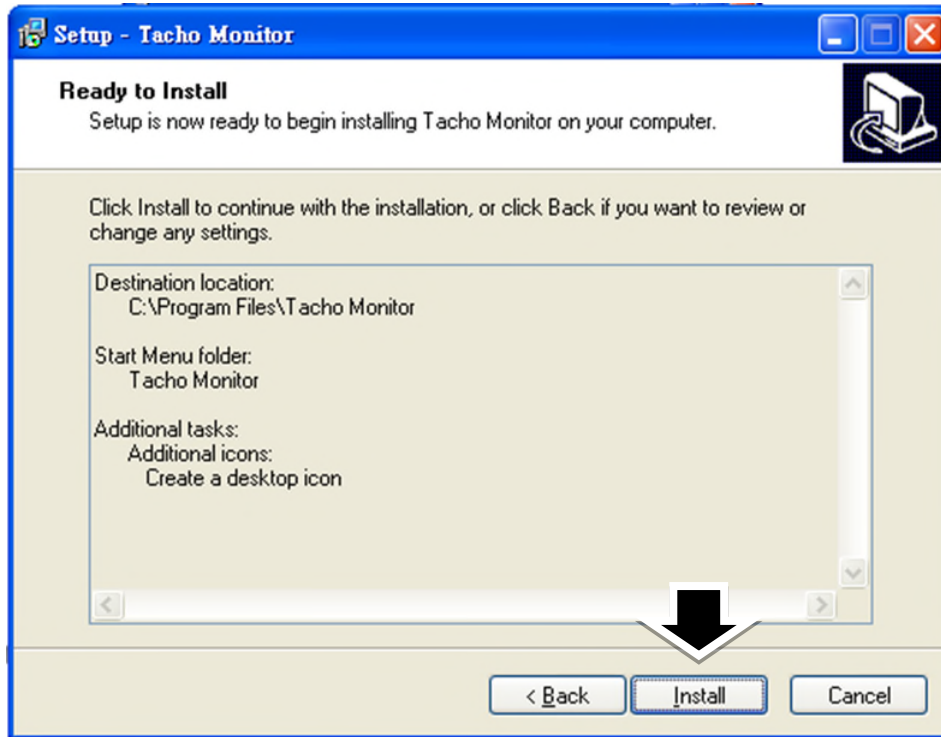 Setup - Tacho Monitor
Ready to Install
Setup is now ready to begin installing Tacho Monitor on your computer.
Click Install to continue with the installation, or click Back if you want to review or
change any settings.
Destination location:
C:\Program Files\Tacho Monitor
Start Menu folder:
Tacho Monitor
Additional tasks:
Additional icons:
Create a desktop icon
< Back
Install
Cancel